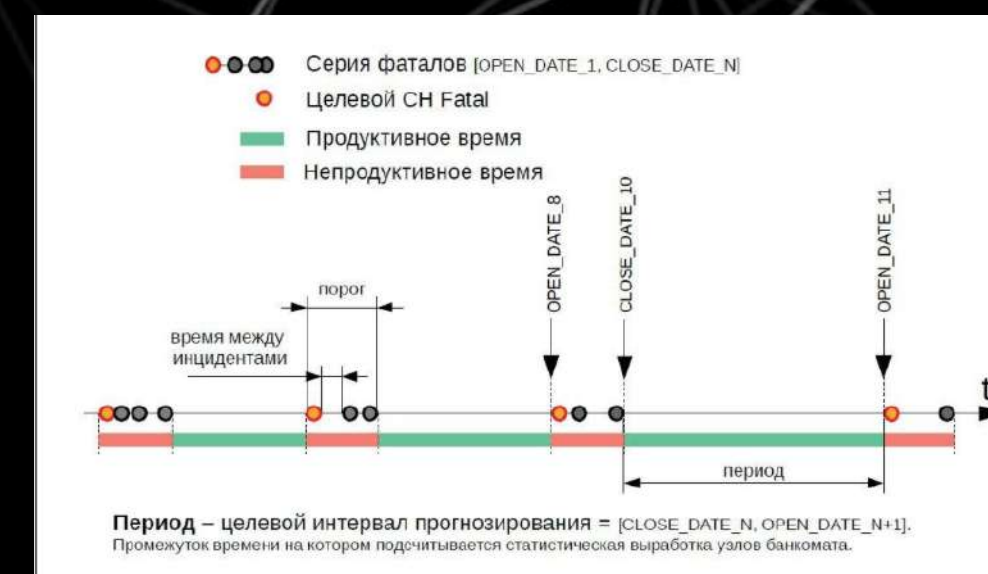 Серия фаталов [OPEN_DATE_1, CLOSE_DATE_N]
Целевой CH Fatal
Продуктивное время
Непродуктивное время
OPEN_DATE_8
CLOSE_DATE_10
OPEN_DATE_11
порог
время между
инцидентами
t
период
Период – целевой интервал прогнозирования = [CLOSE_DATE_N, OPEN_DATE_N+1].
Промежуток времени на котором подсчитывается статистическая выработка узлов банкомата.